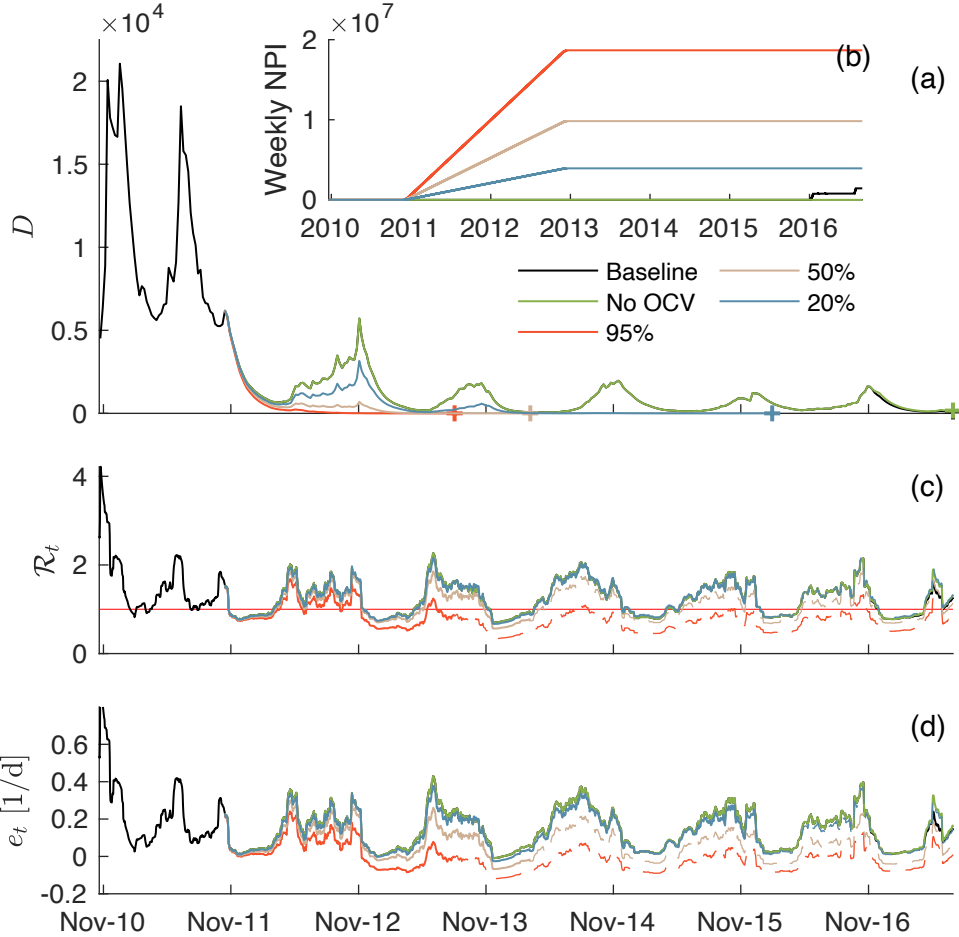 ×10⁴
2
1.5
1
0.5
0
D
(a)
×10⁷
2
1
0
Weekly NPI
(b)
2010 2011 2012 2013 2014 2015 2016
Baseline 50%
No OCV 20%
95%
4
2
0
ℛt
(c)
0.6
0.4
0.2
0
-0.2
et [1/d]
(d)
Nov-10 Nov-11 Nov-12 Nov-13 Nov-14 Nov-15 Nov-16